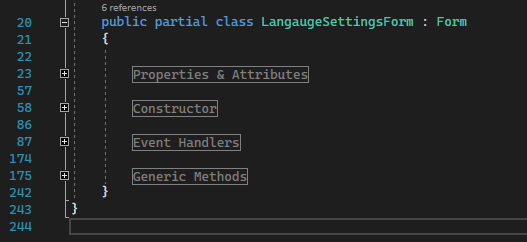 6 references
20 public partial class LangaugeSettingsForm : Form
21 {
22
23 Properties & Attributes
57
58 Constructor
86
87 Event Handlers
174
175 Generic Methods
242 }
243 }
244